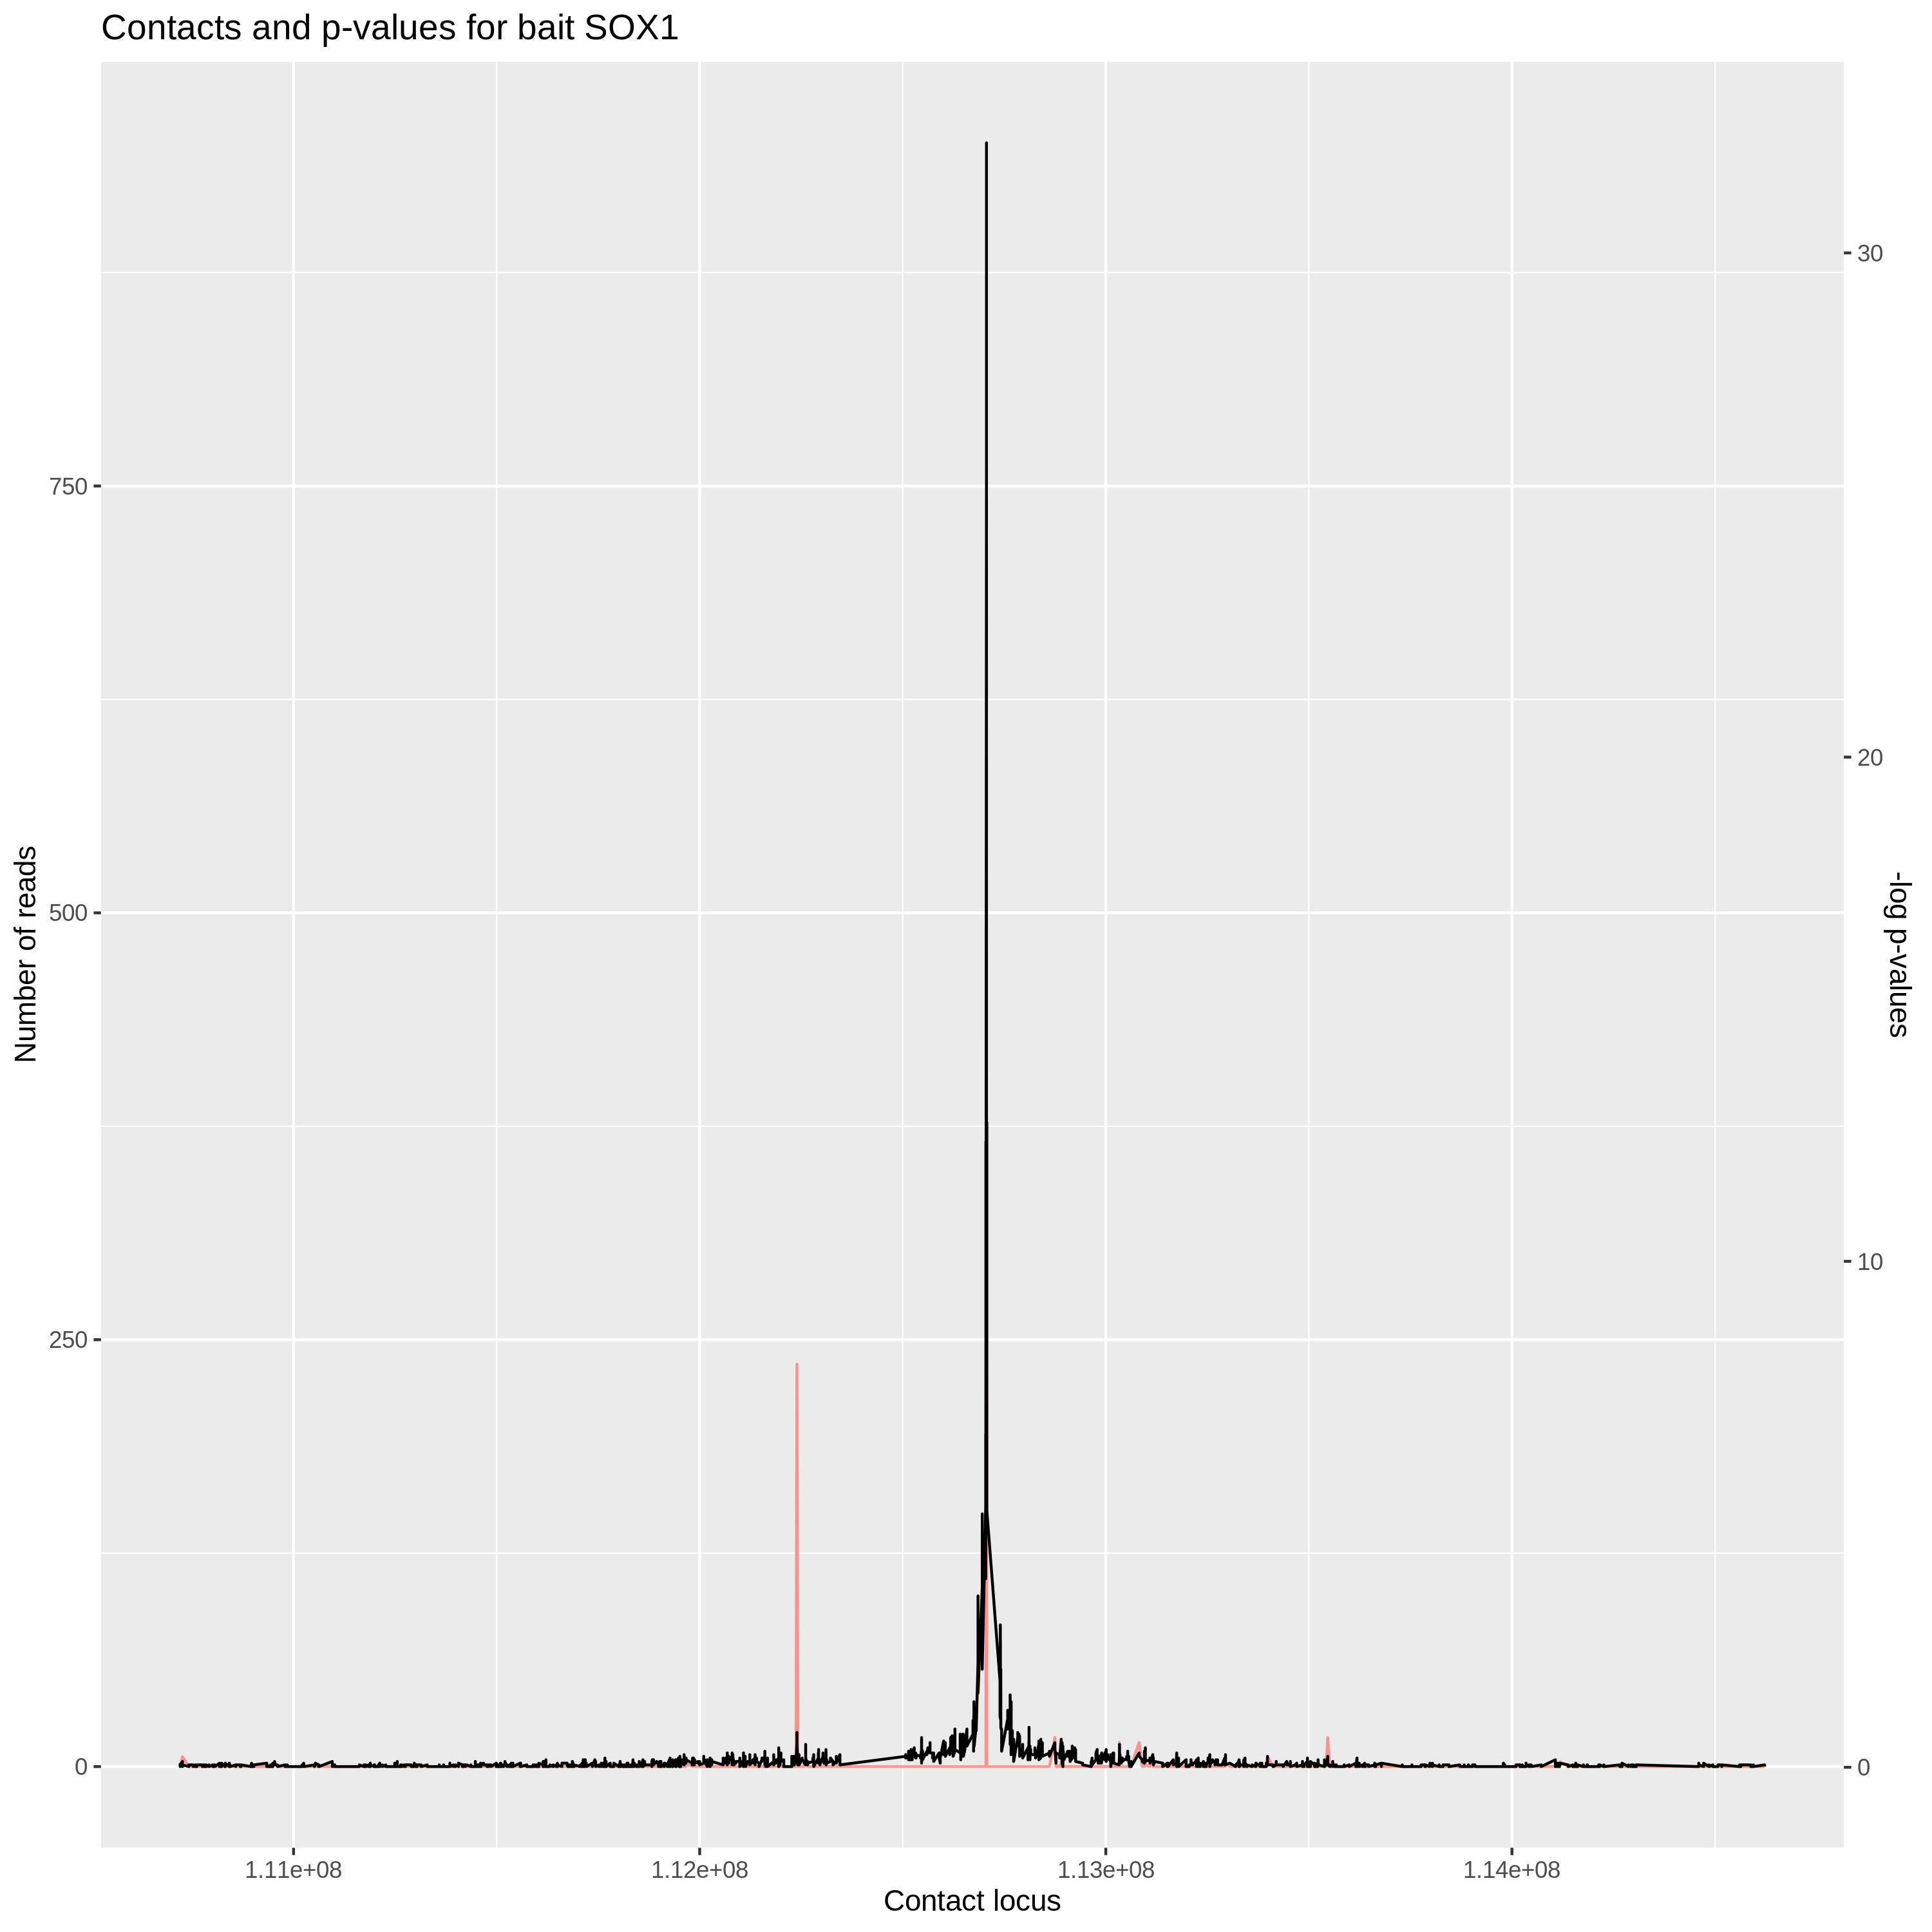 Contacts and p-values for bait SOX1
Number of reads
750
500
250
0
30
20
10
0
-log p-values
1.11e+08
1.12e+08
1.13e+08
1.14e+08
Contact locus